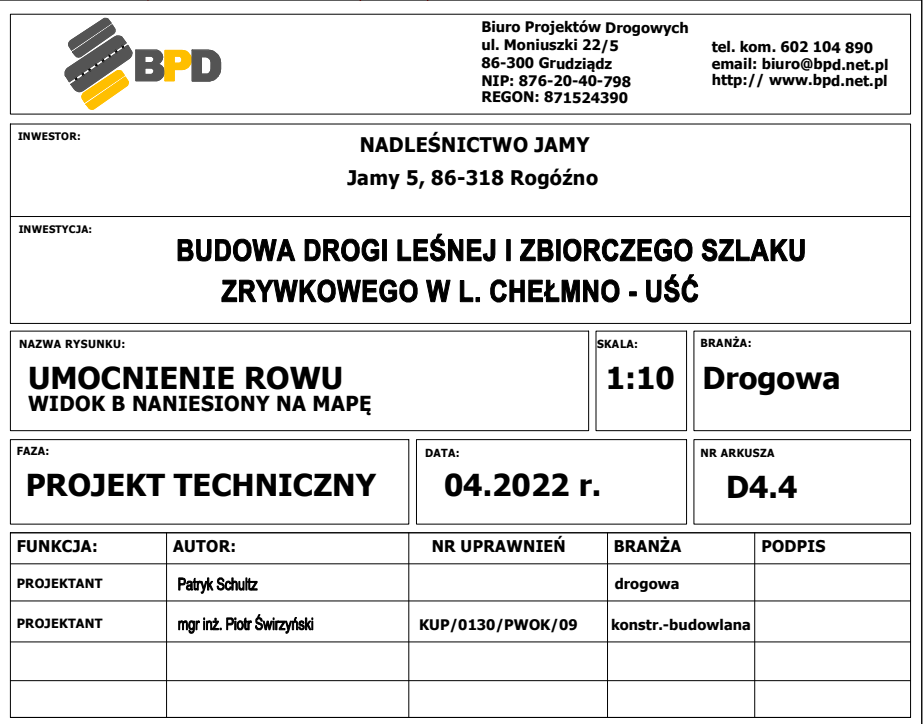 BPD
Biuro Projektów Drogowych
ul. Moniuszki 22/5
86-300 Grudziądz
NIP: 876-20-40-798
REGON: 871524390
tel. kom. 602 104 890
email: biuro@bpd.net.pl
http:// www.bpd.net.pl
INWESTOR:
NADLEŚNICTWO JAMY
Jamy 5, 86-318 Rogóźno
INWESTYCJA:
BUDOWA DROGI LEŚNEJ I ZBIORCZEGO SZLAKU
ZRYWKOWEGO W L. CHEŁMNO - UŚĆ
NAZWA RYSUNKU:
UMOCNIENIE ROWU
WIDOK B NANIESIONY NA MAPĘ
SKALA:
1:10
BRANŻA:
Drogowa
FAZA:
PROJEKT TECHNICZNY
DATA:
04.2022 r.
NR ARKUSZA
D4.4
FUNKCJA: AUTOR: NR UPRAWNIEŃ BRANŻA PODPIS
PROJEKTANT Patryk Schultz drogowa
PROJEKTANT mgr inż. Piotr Świrzyński KUP/0130/PWOK/09 konstr.-budowlana